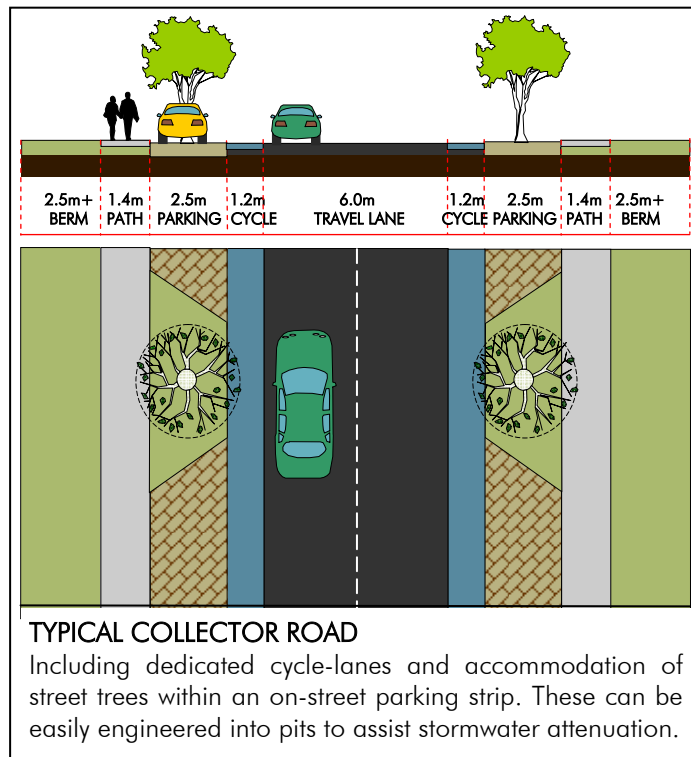 2.5m+ 1.4m 2.5m 1.2m 6.0m 1.2m 2.5m 1.4m 2.5m+
BERM PATH PARKING CYCLE TRAVEL LANE CYCLE PARKING PATH BERM
TYPICAL COLLECTOR ROAD
Including dedicated cycle-lanes and accommodation of
street trees within an on-street parking strip. These can be
easily engineered into pits to assist stormwater attenuation.